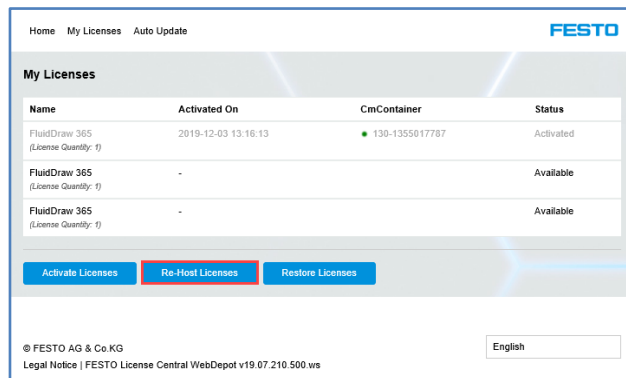 Home My Licenses Auto Update FESTO
My Licenses
Name Activated On CmContainer Status
FluidDraw 365 2019-12-03 13:16:13 130-1355017787 Activated
(License Quantity: 1)
FluidDraw 365 - Available
(License Quantity: 1)
FluidDraw 365 - Available
(License Quantity: 1)
Activate Licenses Re-Host Licenses Restore Licenses
© FESTO AG & Co.KG English
Legal Notice | FESTO License Central WebDepot v19.07.210.500.ws